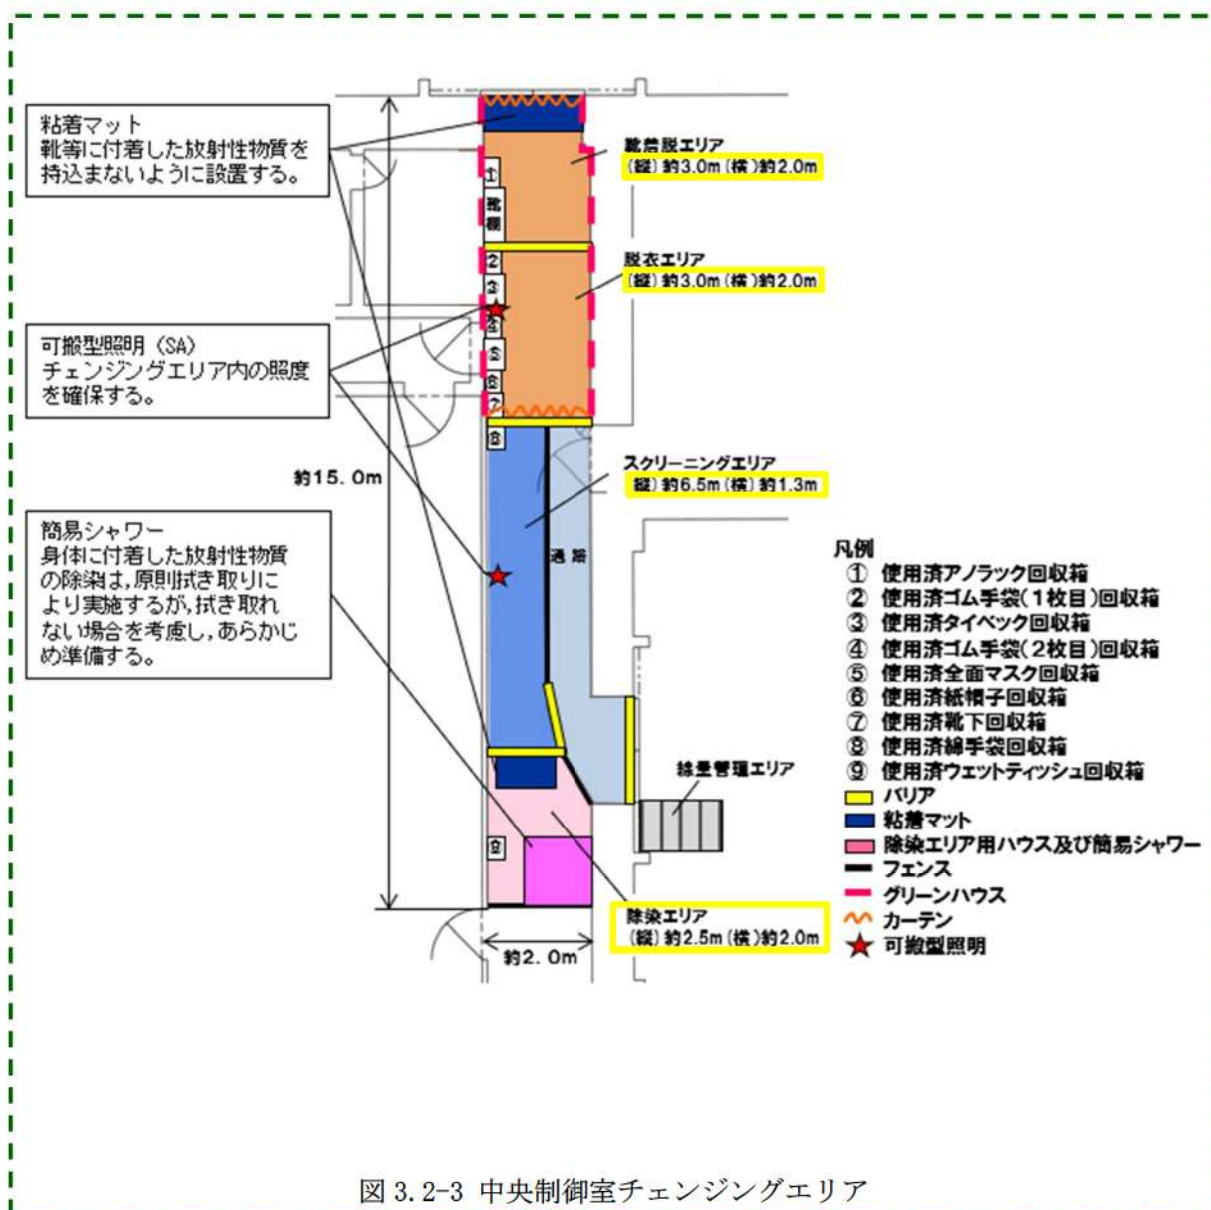 粘着マット
靴等に付着した放射性物質を
持込まないように設置する。
可搬型照明（SA）
チェンジングエリア内の照度
を確保する。
簡易シャワー
身体に付着した放射性物質
の除染は，原則拭き取りに
より実施するが，拭き取れ
ない場合を考慮し，あらかじ
め準備する。
約15.0m
①
靴棚
②
③
④
⑤
⑥
⑦
⑧
通路
⑨
約2.0m
靴着脱エリア
(縦)約3.0m(横)約2.0m
脱衣エリア
(縦)約3.0m(横)約2.0m
スクリーニングエリア
縦)約6.5m(横)約1.3m
線量管理エリア
除染エリア
(縦)約2.5m(横)約2.0m
凡例
① 使用済アノラック回収箱
② 使用済ゴム手袋(1枚目)回収箱
③ 使用済タイベック回収箱
④ 使用済ゴム手袋(2枚目)回収箱
⑤ 使用済全面マスク回収箱
⑥ 使用済紙帽子回収箱
⑦ 使用済靴下回収箱
⑧ 使用済綿手袋回収箱
⑨ 使用済ウェットティッシュ回収箱
バリア
粘着マット
除染エリア用ハウス及び簡易シャワー
フェンス
グリーンハウス
カーテン
可搬型照明
図 3.2-3 中央制御室チェンジングエリア